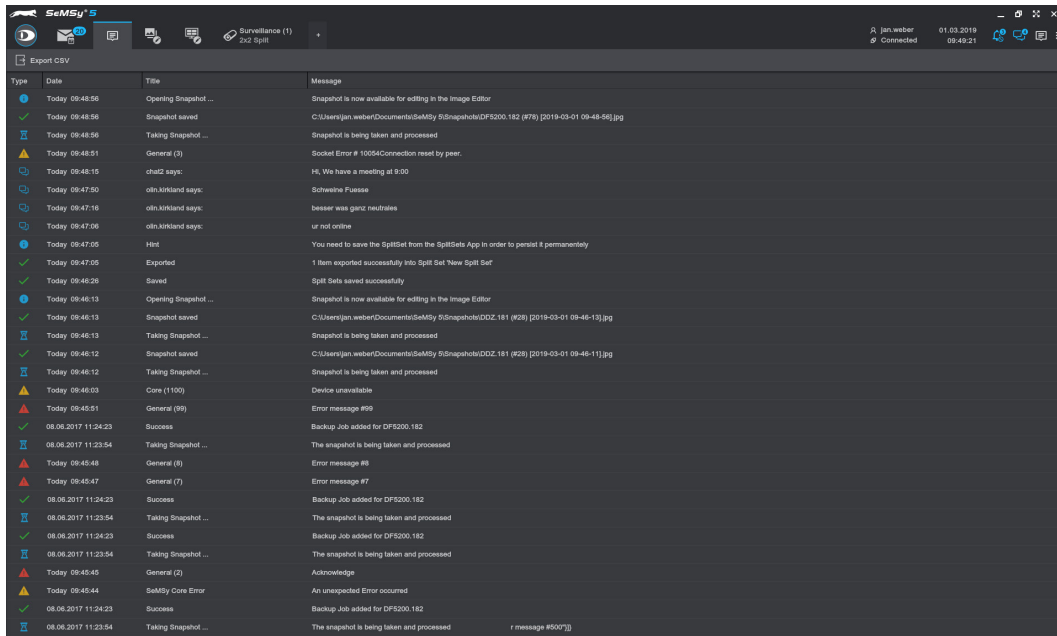 SeMSy® 5
20
Surveillance (1)
2x2 Split
+
jan.weber
Connected
01.03.2019
09:49:21
Export CSV
Type Date Title Message
Today 09:48:56 Opening Snapshot ... Snapshot is now available for editing in the Image Editor
Today 09:48:56 Snapshot saved C:\Users\jan.weber\Documents\SeMSy 5\Snapshots\DF5200.182 (#78) [2019-03-01 09-48-56].jpg
Today 09:48:56 Taking Snapshot ... Snapshot is being taken and processed
Today 09:48:51 General (3) Socket Error # 10054Connection reset by peer.
Today 09:48:15 chat2 says: Hi, We have a meeting at 9:00
Today 09:47:50 olin.kirkland says: Schweine Fuesse
Today 09:47:16 olin.kirkland says: besser was ganz neutrales
Today 09:47:06 olin.kirkland says: ur not online
Today 09:47:05 Hint You need to save the SplitSet from the SplitSets App in order to persist it permanentely
Today 09:47:05 Exported 1 Item exported successfully into Split Set 'New Split Set'
Today 09:46:26 Saved Split Sets saved successfully
Today 09:46:13 Opening Snapshot ... Snapshot is now available for editing in the Image Editor
Today 09:46:13 Snapshot saved C:\Users\jan.weber\Documents\SeMSy 5\Snapshots\DDZ.181 (#28) [2019-03-01 09-46-13].jpg
Today 09:46:13 Taking Snapshot ... Snapshot is being taken and processed
Today 09:46:12 Snapshot saved C:\Users\jan.weber\Documents\SeMSy 5\Snapshots\DDZ.181 (#28) [2019-03-01 09-46-11].jpg
Today 09:46:12 Taking Snapshot ... Snapshot is being taken and processed
Today 09:46:03 Core (1100) Device unavailable
Today 09:45:51 General (99) Error message #99
08.06.2017 11:24:23 Success Backup Job added for DF5200.182
08.06.2017 11:23:54 Taking Snapshot ... The snapshot is being taken and processed
Today 09:45:48 General (8) Error message #8
Today 09:45:47 General (7) Error message #7
08.06.2017 11:24:23 Success Backup Job added for DF5200.182
08.06.2017 11:23:54 Taking Snapshot ... The snapshot is being taken and processed
08.06.2017 11:24:23 Success Backup Job added for DF5200.182
08.06.2017 11:23:54 Taking Snapshot ... The snapshot is being taken and processed
Today 09:45:45 General (2) Acknowledge
Today 09:45:44 SeMSy Core Error An unexpected Error occurred
08.06.2017 11:24:23 Success Backup Job added for DF5200.182
08.06.2017 11:23:54 Taking Snapshot ... The snapshot is being taken and processed r message #500"}]}